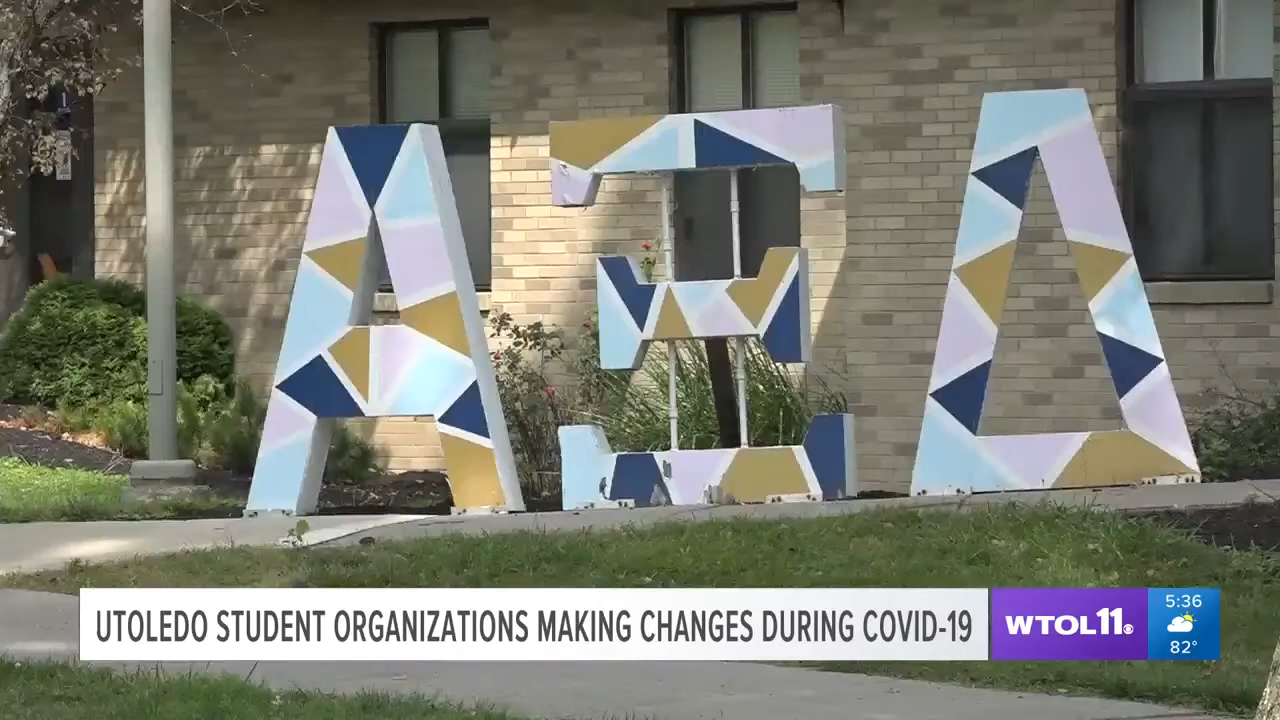 ΑΞΔ
UTOLEDO STUDENT ORGANIZATIONS MAKING CHANGES DURING COVID-19
WTOL11
5:36
82°